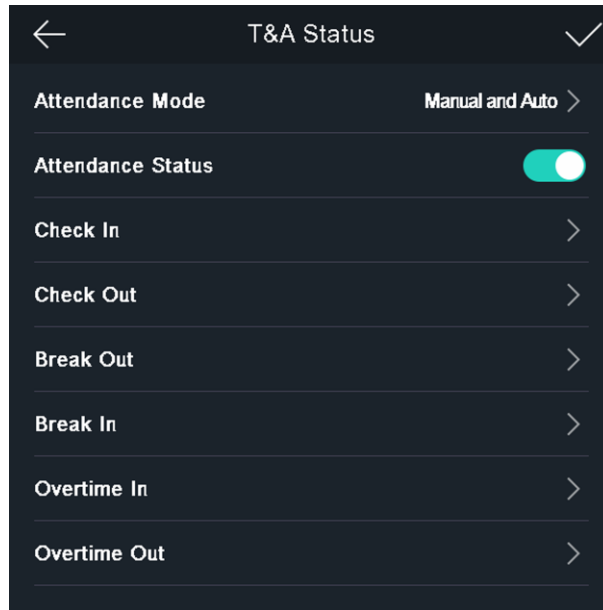 T&A Status
Attendance Mode Manual and Auto
Attendance Status
Check In
Check Out
Break Out
Break In
Overtime In
Overtime Out